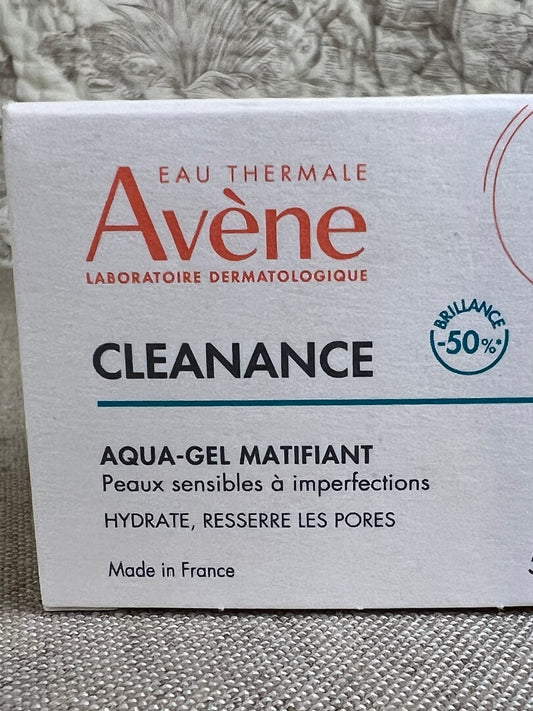 EAU THERMALE
Avène
LABORATOIRE DERMATOLOGIQUE
BRILLANCE
-50%*
CLEANANCE
AQUA-GEL MATIFIANT
Peaux sensibles à imperfections
HYDRATE, RESSERRE LES PORES
Made in France